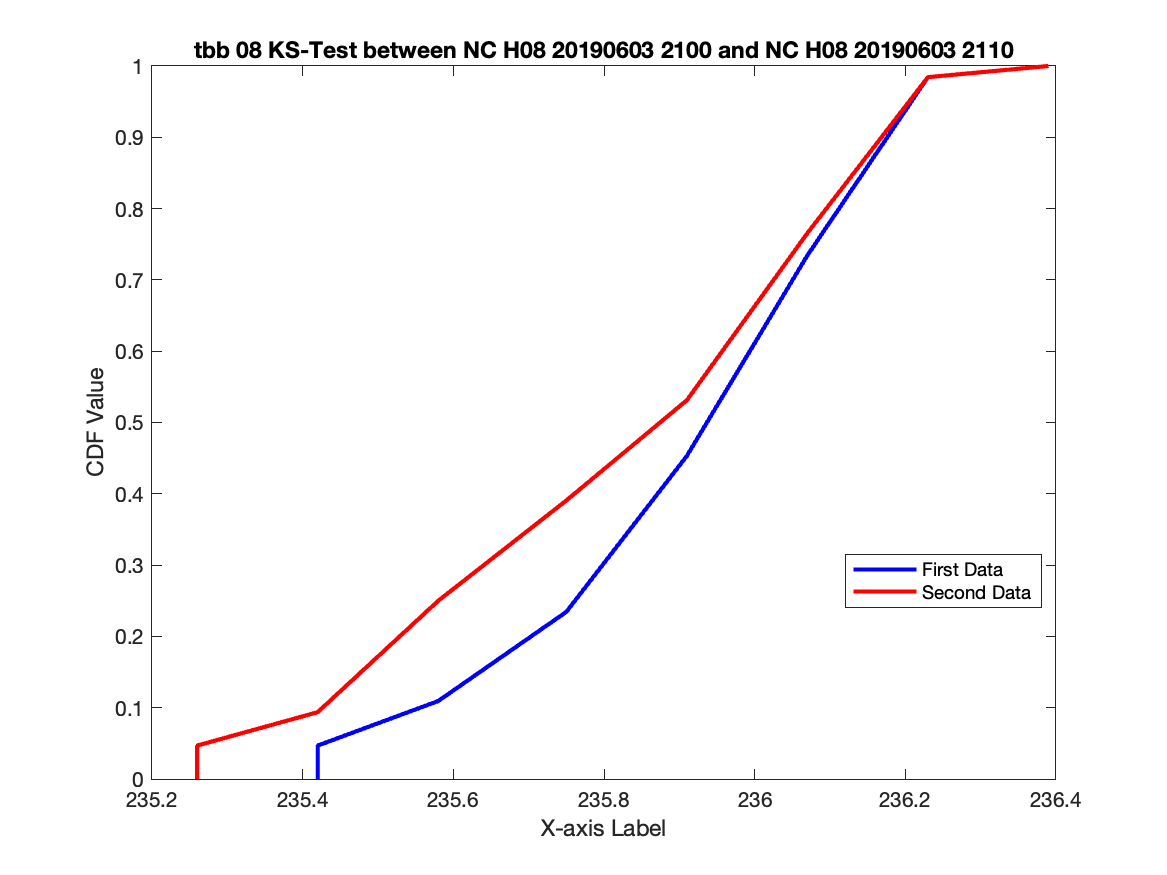 tbb 08 KS-Test between NC H08 20190603 2100 and NC H08 20190603 2110
1
0.9
0.8
0.7
0.6
0.5
0.4
0.3
0.2
0.1
0
CDF Value
First Data
Second Data
235.2 235.4 235.6 235.8 236 236.2 236.4
X-axis Label